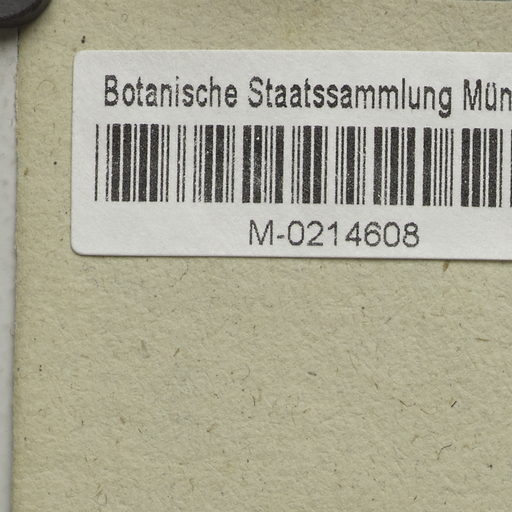 Botanische Staatssammlung Mün
M-0214608